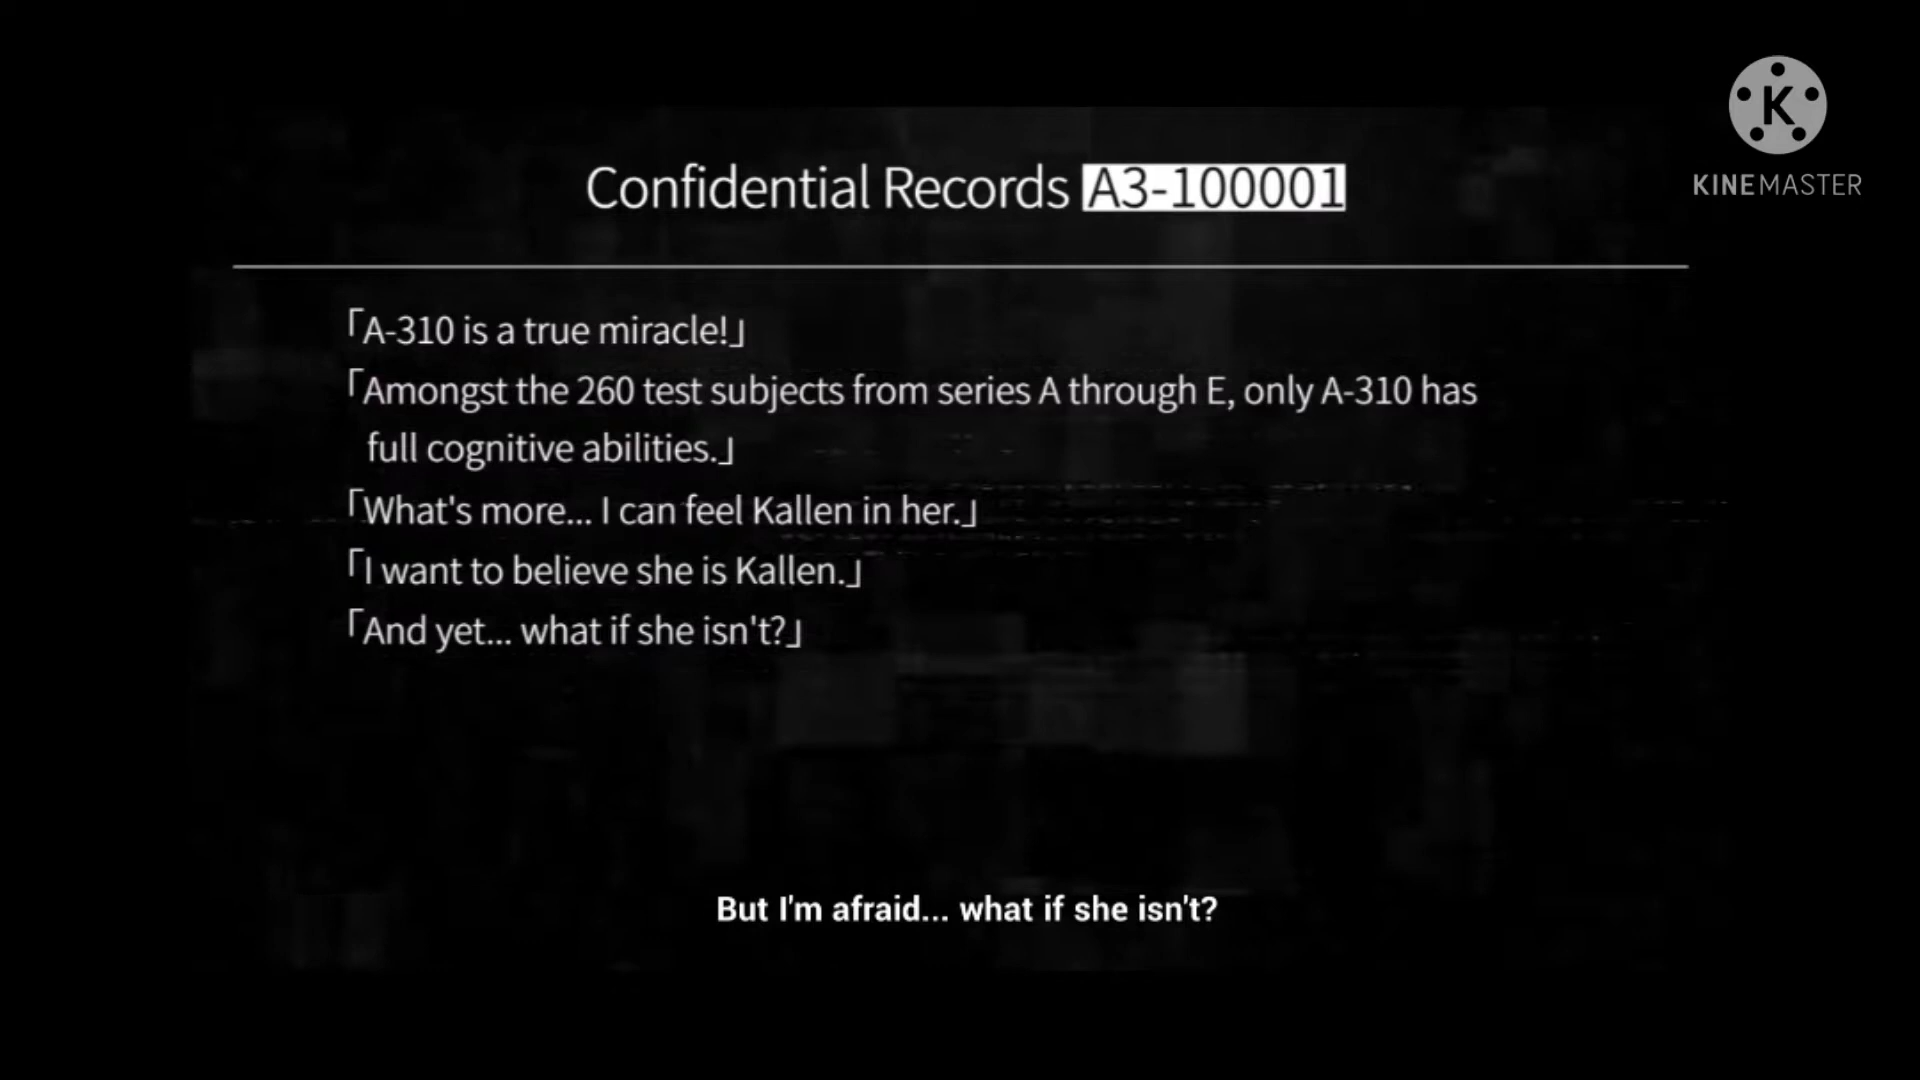 K
KINEMASTER
Confidential Records A3-100001
「A-310 is a true miracle!」
「Amongst the 260 test subjects from series A through E, only A-310 has
full cognitive abilities.」
「What's more... I can feel Kallen in her.」
「I want to believe she is Kallen.」
「And yet... what if she isn't?」
But I'm afraid... what if she isn't?